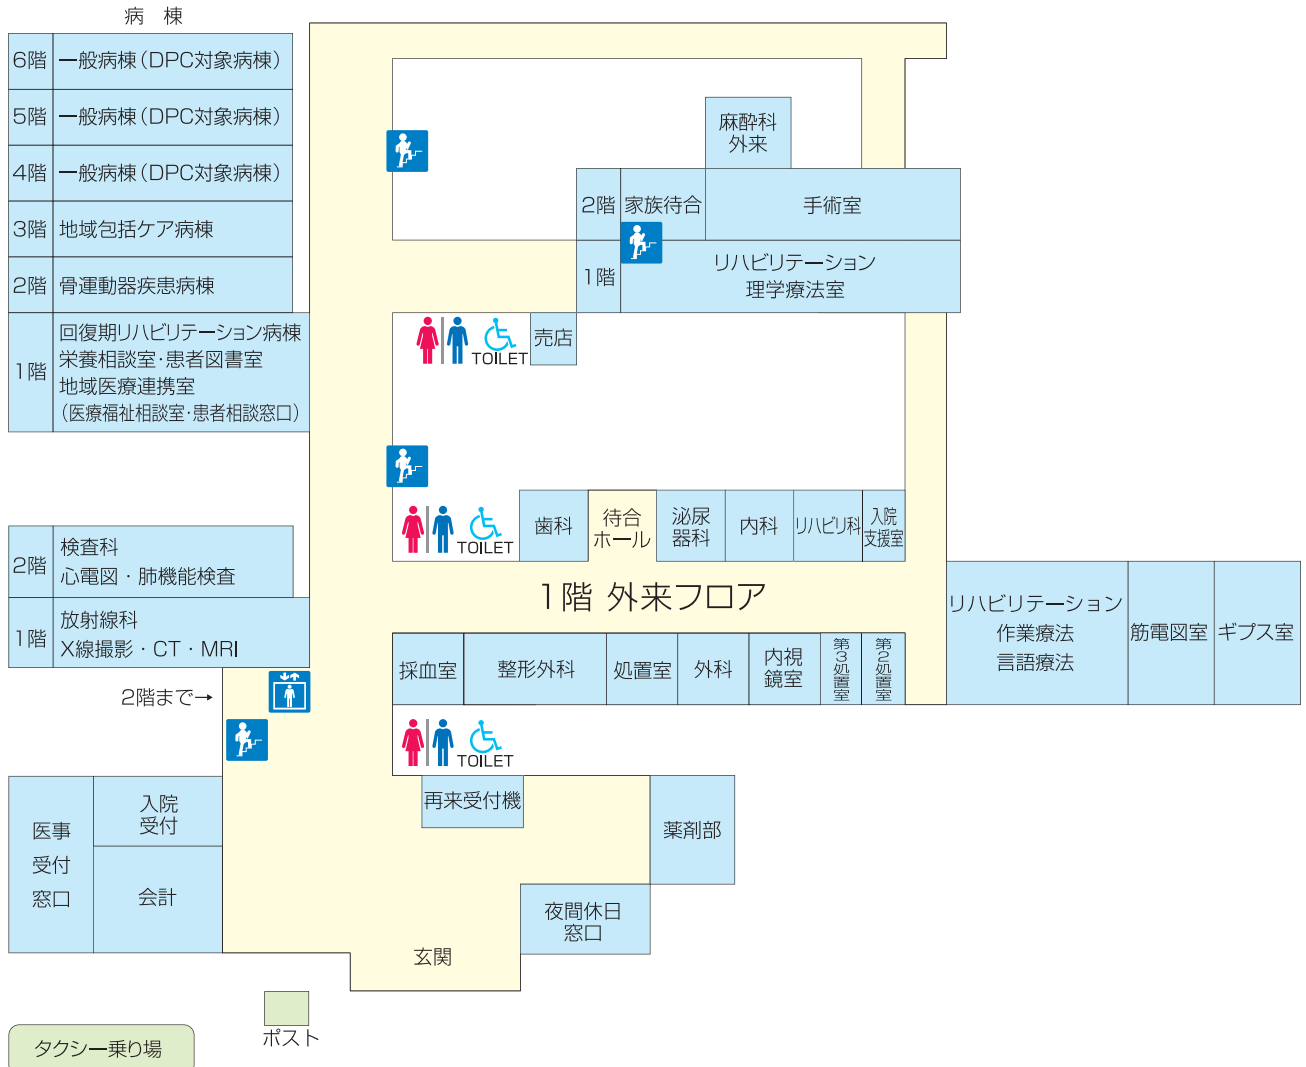 病 棟
6階 一般病棟(DPC対象病棟)
5階 一般病棟(DPC対象病棟)
4階 一般病棟(DPC対象病棟)
3階 地域包括ケア病棟
2階 骨運動器疾患病棟
1階
回復期リハビリテーション病棟
栄養相談室・患者図書室
地域医療連携室
(医療福祉相談室・患者相談窓口)
麻酔科
外来
2階
家族待合
手術室
1階
リハビリテーション
理学療法室
TOILET
売店
TOILET
歯科
待合
ホール
泌尿
器科
内科
リハビリ科
入院
支援室
2階
検査科
心電図・肺機能検査
1階
放射線科
X線撮影・CT・MRI
1階 外来フロア
リハビリテーション
作業療法
言語療法
筋電図室
ギプス室
採血室
整形外科
処置室
外科
内視
鏡室
第3処置室
第2処置室
2階まで→
TOILET
再来受付機
薬剤部
医事
受付
窓口
入院
受付
会計
夜間休日
窓口
玄関
ポスト
タクシー乗り場